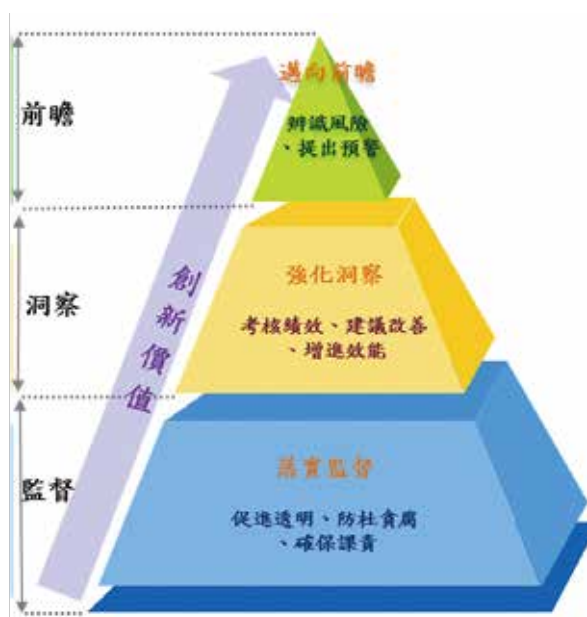 邁向前瞻
辨識風險
、提出預警
前瞻
強化洞察
考核績效、建議改善
、增進效能
洞察
創新價值
落實監督
促進透明、防杜貪腐
、確保課責
監督